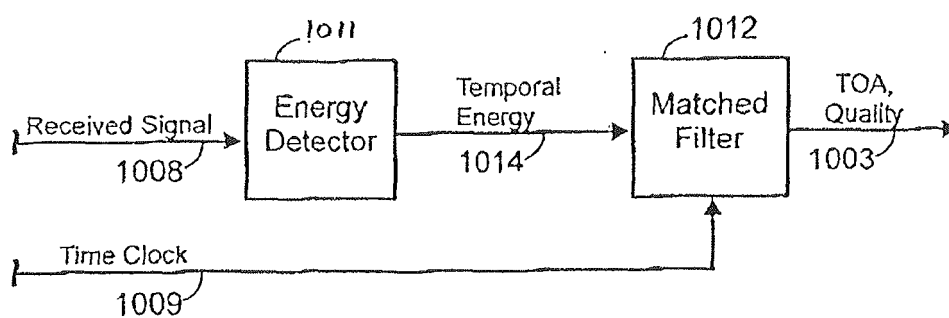 1011
1012
Energy
Detector
Matched
Filter
Received Signal
1008
Temporal
Energy
1014
TOA,
Quality
1003
Time Clock
1009